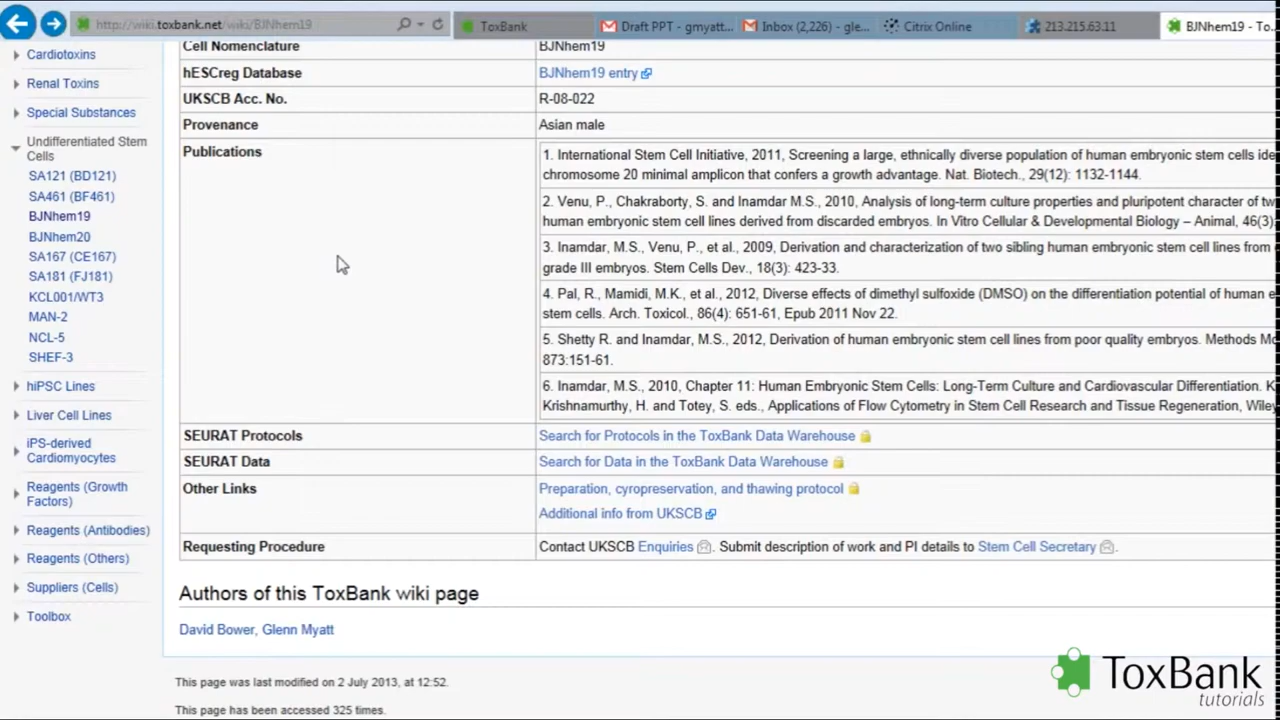 http://wiki.toxbank.net/wiki/BJNhem19
ToxBank
Draft PPT - gmyatt...
Inbox (2,226) - gle...
Citrix Online
213.215.63.11
BJNhem19 - To...
Cardiotoxins
Renal Toxins
Special Substances
Undifferentiated Stem
Cells
SA121 (BD121)
SA461 (BF461)
BJNhem19
BJNhem20
SA167 (CE167)
SA181 (FJ181)
KCL001/WT3
MAN-2
NCL-5
SHEF-3
hiPSC Lines
Liver Cell Lines
iPS-derived
Cardiomyocytes
Reagents (Growth
Factors)
Reagents (Antibodies)
Reagents (Others)
Suppliers (Cells)
Toolbox
Cell Nomenclature BJNhem19
hESCreg Database BJNhem19 entry
UKSCB Acc. No. R-08-022
Provenance Asian male
Publications
1. International Stem Cell Initiative, 2011, Screening a large, ethnically diverse population of human embryonic stem cells ide
chromosome 20 minimal amplicon that confers a growth advantage. Nat. Biotech., 29(12): 1132-1144.
2. Venu, P., Chakraborty, S. and Inamdar M.S., 2010, Analysis of long-term culture properties and pluripotent character of tw
human embryonic stem cell lines derived from discarded embryos. In Vitro Cellular & Developmental Biology – Animal, 46(3)
3. Inamdar, M.S., Venu, P., et al., 2009, Derivation and characterization of two sibling human embryonic stem cell lines from
grade III embryos. Stem Cells Dev., 18(3): 423-33.
4. Pal, R., Mamidi, M.K., et al., 2012, Diverse effects of dimethyl sulfoxide (DMSO) on the differentiation potential of human e
stem cells. Arch. Toxicol., 86(4): 651-61, Epub 2011 Nov 22.
5. Shetty R. and Inamdar, M.S., 2012, Derivation of human embryonic stem cell lines from poor quality embryos. Methods Mo
873:151-61.
6. Inamdar, M.S., 2010, Chapter 11: Human Embryonic Stem Cells: Long-Term Culture and Cardiovascular Differentiation. K
Krishnamurthy, H. and Totey, S. eds., Applications of Flow Cytometry in Stem Cell Research and Tissue Regeneration, Wiley
SEURAT Protocols Search for Protocols in the ToxBank Data Warehouse
SEURAT Data Search for Data in the ToxBank Data Warehouse
Other Links Preparation, cyropreservation, and thawing protocol
Additional info from UKSCB
Requesting Procedure Contact UKSCB Enquiries. Submit description of work and PI details to Stem Cell Secretary.
Authors of this ToxBank wiki page
David Bower, Glenn Myatt
This page was last modified on 2 July 2013, at 12:52.
This page has been accessed 325 times.
ToxBank
tutorials